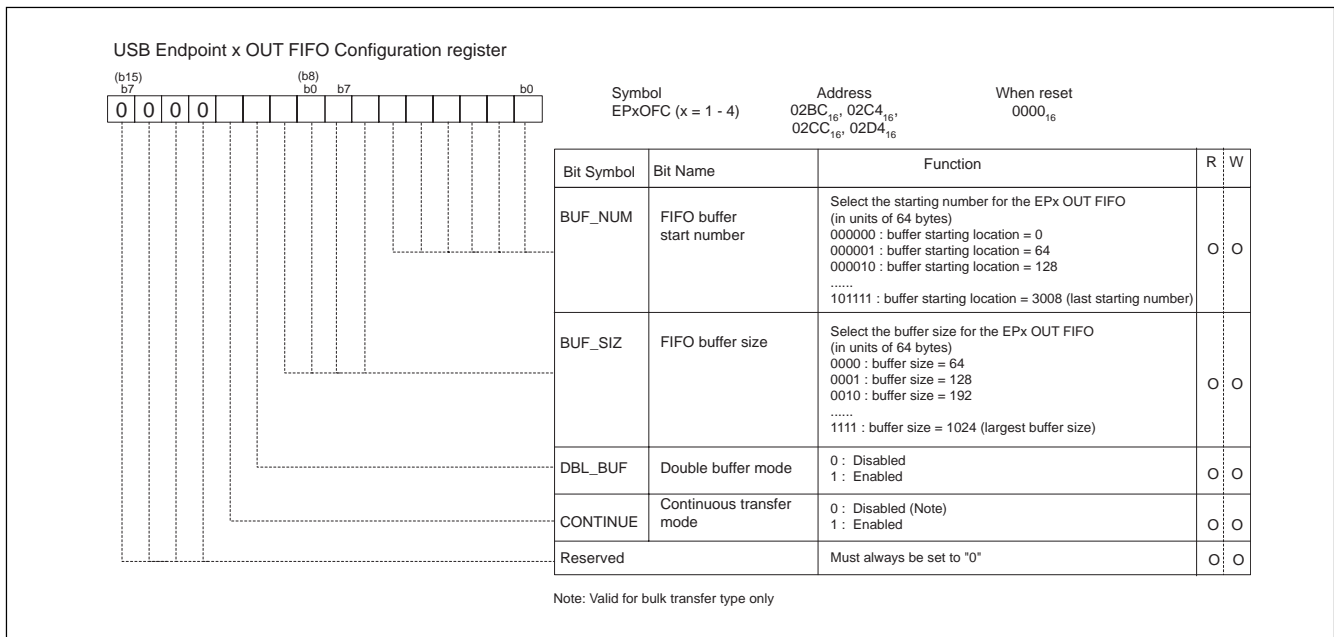 USB Endpoint x OUT FIFO Configuration register
(b15) (b8)
b7 b0 b7 b0
0 0 0 0
Symbol Address When reset
EPxOFC (x = 1 - 4) 02BC16, 02C416, 000016
02CC16, 02D416
Bit Symbol Bit Name Function R W
BUF_NUM FIFO buffer start number
Select the starting number for the EPx OUT FIFO
(in units of 64 bytes)
000000 : buffer starting location = 0
000001 : buffer starting location = 64
000010 : buffer starting location = 128
......
101111 : buffer starting location = 3008 (last starting number)
O O
BUF_SIZ FIFO buffer size
Select the buffer size for the EPx OUT FIFO
(in units of 64 bytes)
0000 : buffer size = 64
0001 : buffer size = 128
0010 : buffer size = 192
......
1111 : buffer size = 1024 (largest buffer size)
O O
DBL_BUF Double buffer mode
0 : Disabled
1 : Enabled
O O
CONTINUE Continuous transfer mode
0 : Disabled (Note)
1 : Enabled
O O
Reserved Must always be set to "0" O O
Note: Valid for bulk transfer type only